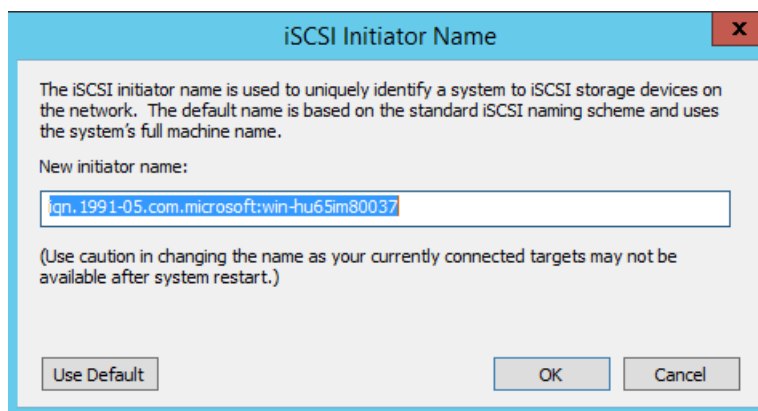 iSCSI Initiator Name
x
The iSCSI initiator name is used to uniquely identify a system to iSCSI storage devices on
the network.  The default name is based on the standard iSCSI naming scheme and uses
the system's full machine name.
New initiator name:
iqn.1991-05.com.microsoft:win-hu65im80037
(Use caution in changing the name as your currently connected targets may not be
available after system restart.)
Use Default
OK
Cancel